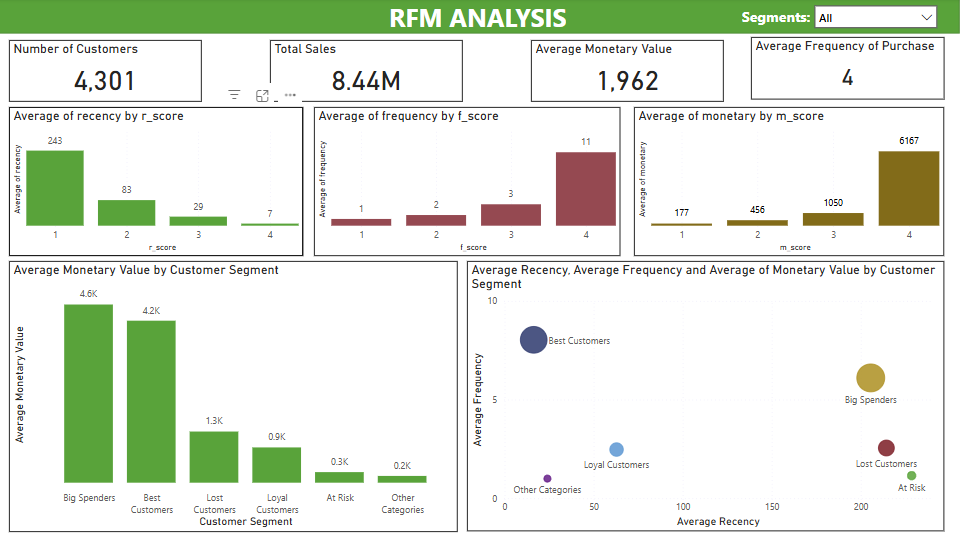 RFM ANALYSIS
Segments: All
Number of Customers
4,301
Total Sales
8.44M
Average Monetary Value
1,962
Average Frequency of Purchase
4
Average of recency by r_score
Average of recency
243
83
29
7
1 2 3 4
r_score
Average of frequency by f_score
Average of frequency
1
2
3
11
1 2 3 4
f_score
Average of monetary by m_score
Average of monetary
177
456
1050
6167
1 2 3 4
m_score
Average Monetary Value by Customer Segment
Average Monetary Value
4.6K
4.2K
1.3K
0.9K
0.3K
0.2K
Big Spenders
Best
Customers
Lost
Customers
Loyal
Customers
At Risk
Other
Categories
Customer Segment
Average Recency, Average Frequency and Average of Monetary Value by Customer
Segment
Average Frequency
10
5
0
Best Customers
Big Spenders
Loyal Customers
Lost Customers
Other Categories
At Risk
0 50 100 150 200
Average Recency